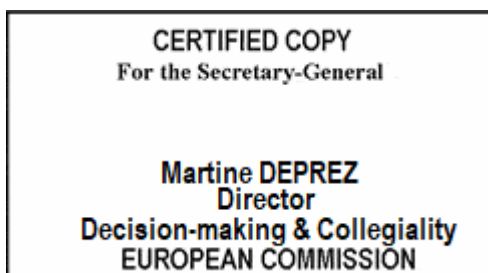 CERTIFIED COPY
For the Secretary-General
Martine DEPREZ
Director
Decision-making & Collegiality
EUROPEAN COMMISSION